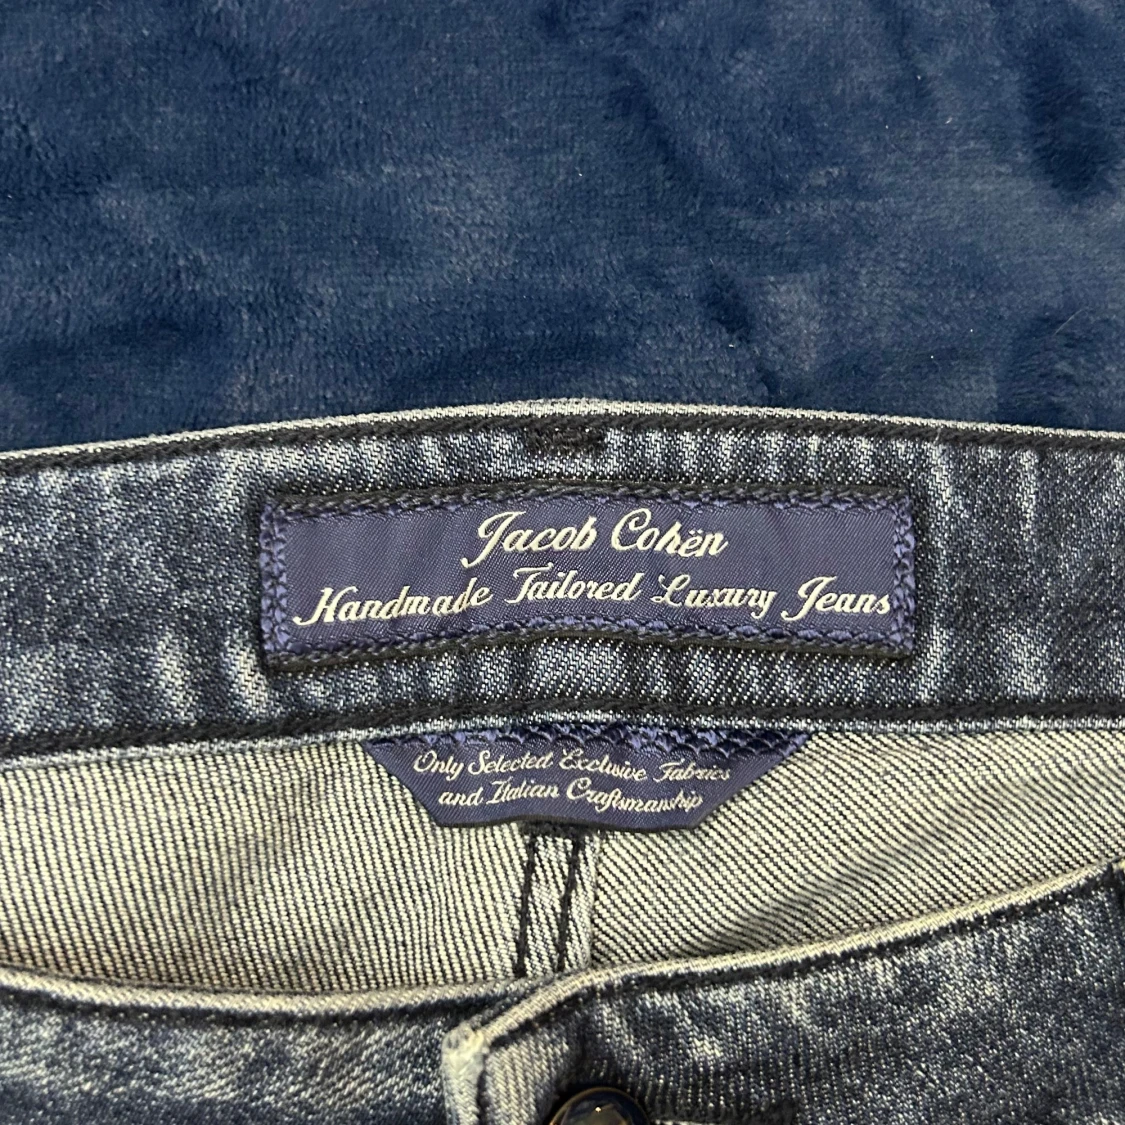 Jacob Cohën
Handmade Tailored Luxury Jeans
Only Selected Exclusive Fabrics
and Italian Craftsmanship